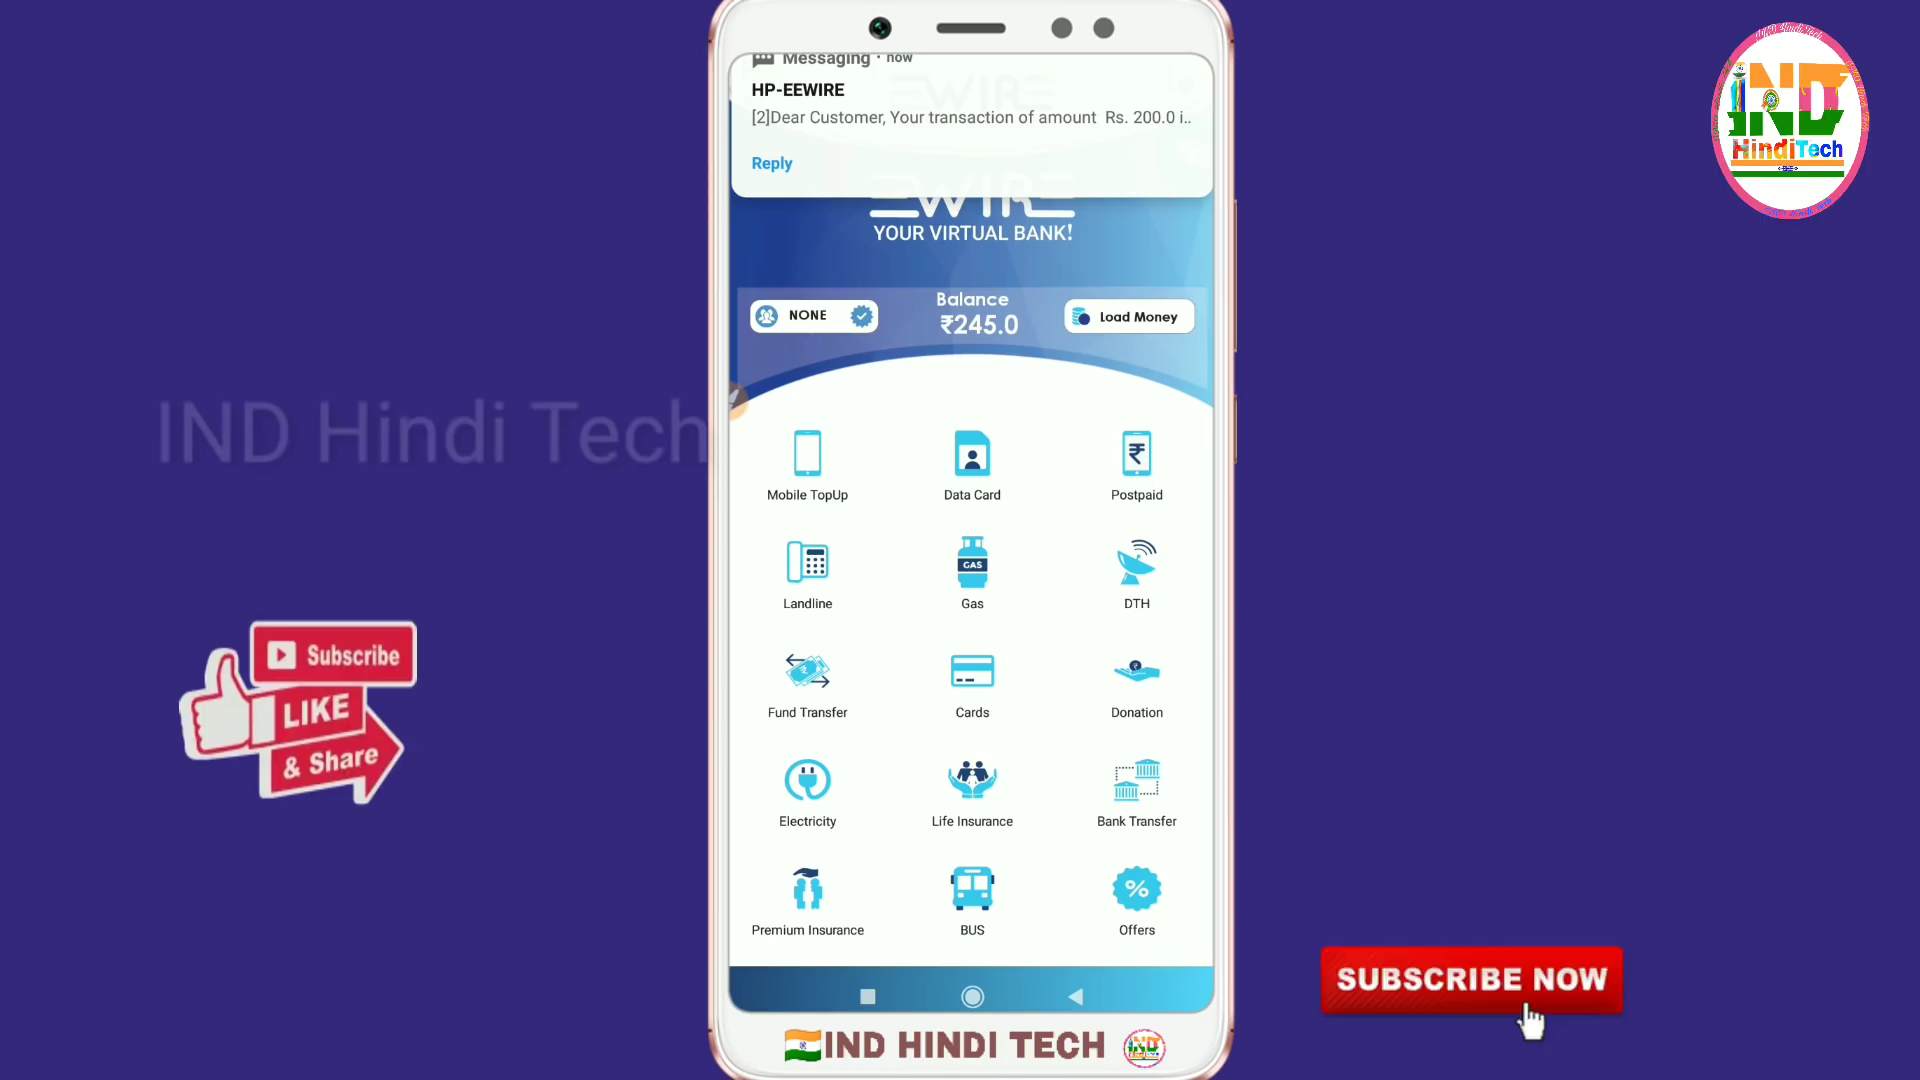 Messaging · now
HP-EEWIRE
[2]Dear Customer, Your transaction of amount Rs. 200.0 i..
Reply
EWIRE
YOUR VIRTUAL BANK!
NONE
Balance
₹245.0
Load Money
Mobile TopUp
Data Card
Postpaid
Landline
GAS
Gas
DTH
Fund Transfer
Cards
Donation
Electricity
Life Insurance
Bank Transfer
Premium Insurance
BUS
Offers
IND HINDI TECH
IND Hindi Tech
Subscribe
LIKE
& Share
IND
HindiTech
SUBSCRIBE NOW